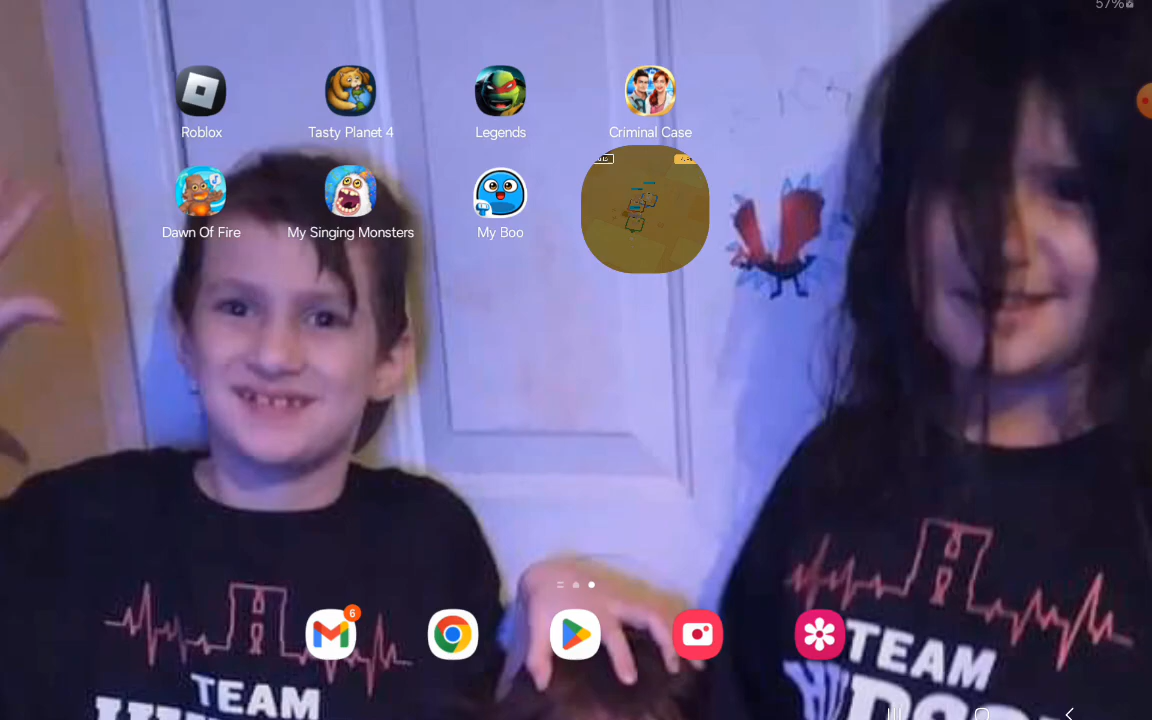 57%
Roblox
Tasty Planet 4
Legends
Criminal Case
Dawn Of Fire
My Singing Monsters
My Boo
6
TEAM
TEAM